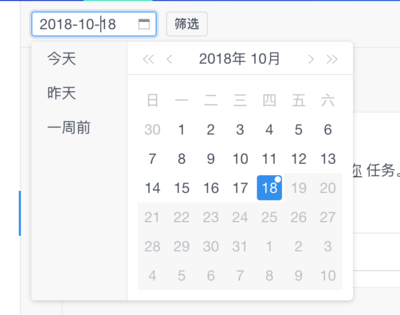 2018-10-18 筛选
今天
昨天
一周前
2018年 10月
日 一 二 三 四 五 六
30 1 2 3 4 5 6
7 8 9 10 11 12 13
14 15 16 17 18 19 20
21 22 23 24 25 26 27
28 29 30 31 1 2 3
4 5 6 7 8 9 10
你 任务。